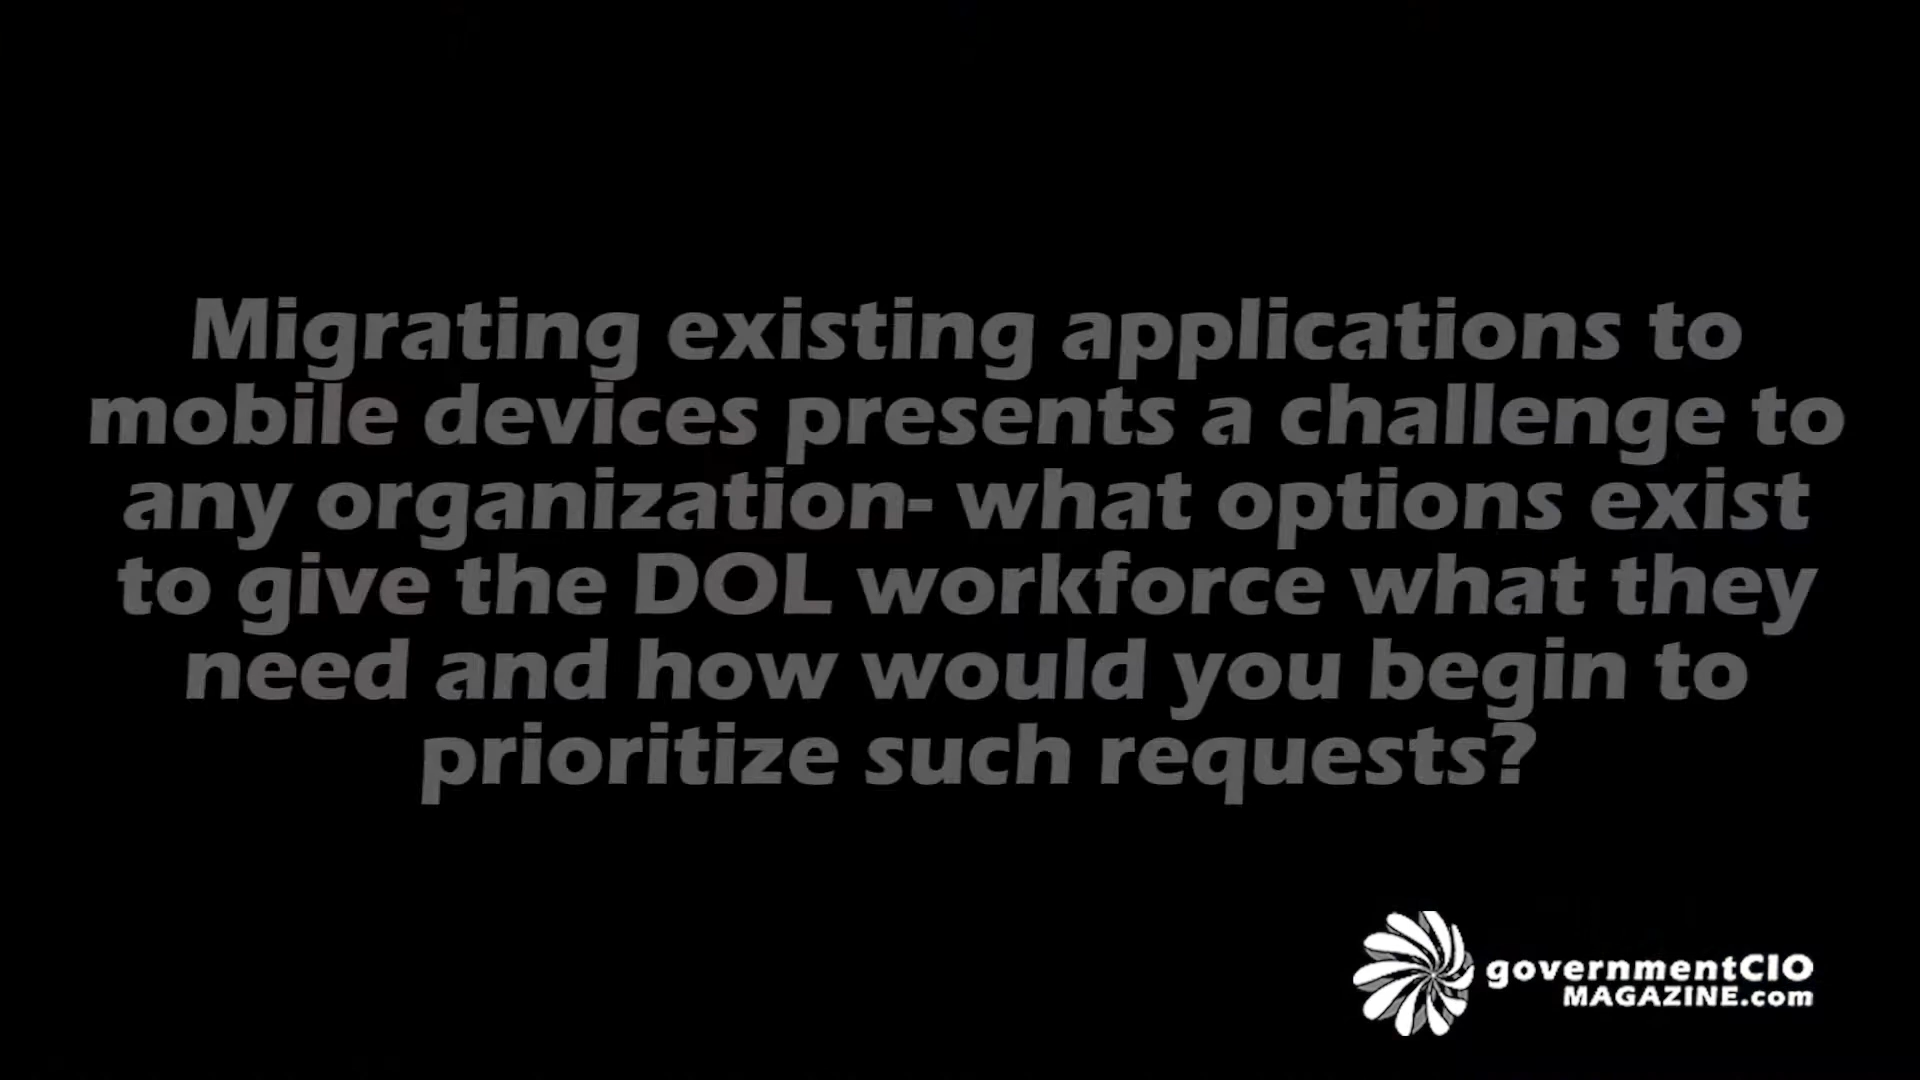 Migrating existing applications to
mobile devices presents a challenge to
any organization- what options exist
to give the DOL workforce what they
need and how would you begin to
prioritize such requests?
governmentCIO
MAGAZINE.com